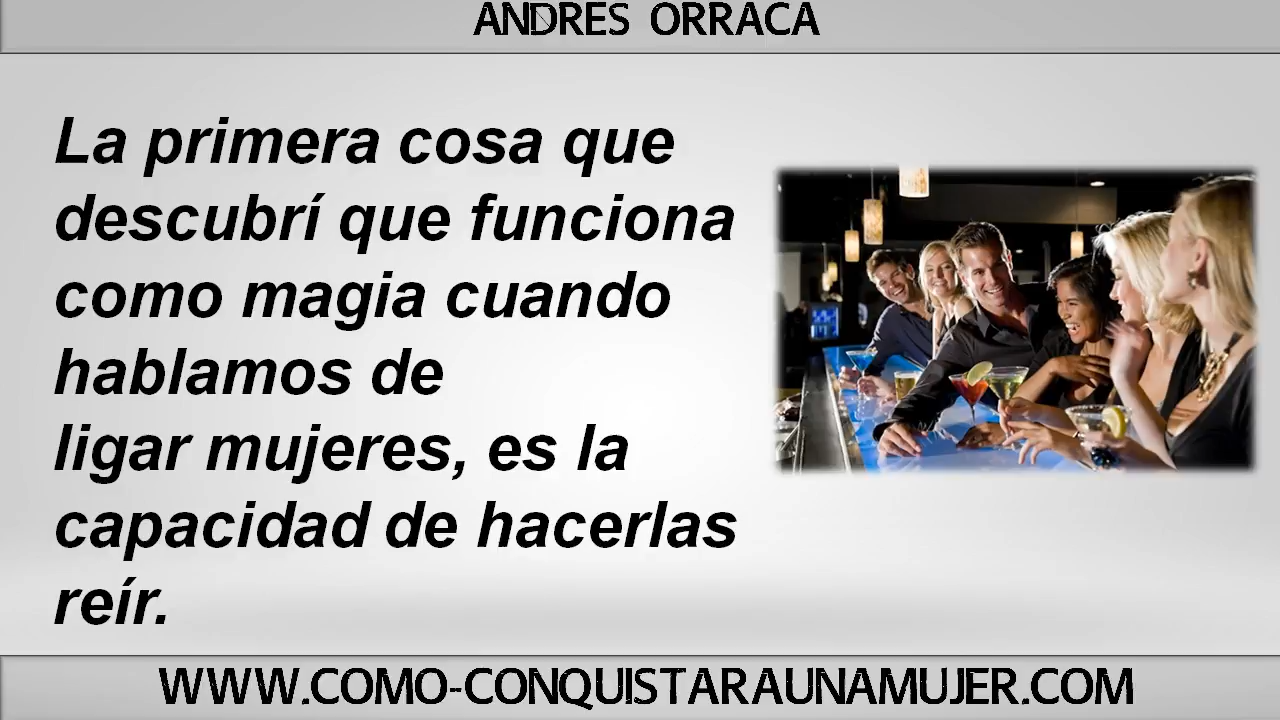 ANDRES ORRACA
La primera cosa que
descubrí que funciona
como magia cuando
hablamos de
ligar mujeres, es la
capacidad de hacerlas
reír.
WWW.COMO-CONQUISTARAUNAMUJER.COM